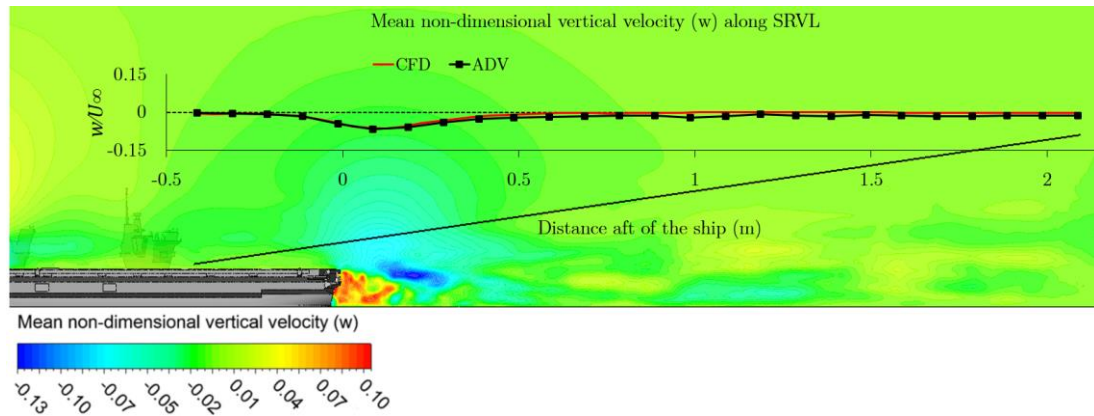 Mean non-dimensional vertical velocity (w) along SRVL
CFD ADV
0.15
0
-0.15
w/U∞
-0.5 0 0.5 1 1.5 2
Distance aft of the ship (m)
Mean non-dimensional vertical velocity (w)
-0.13 -0.10 -0.07 -0.05 -0.02 0.01 0.04 0.07 0.10